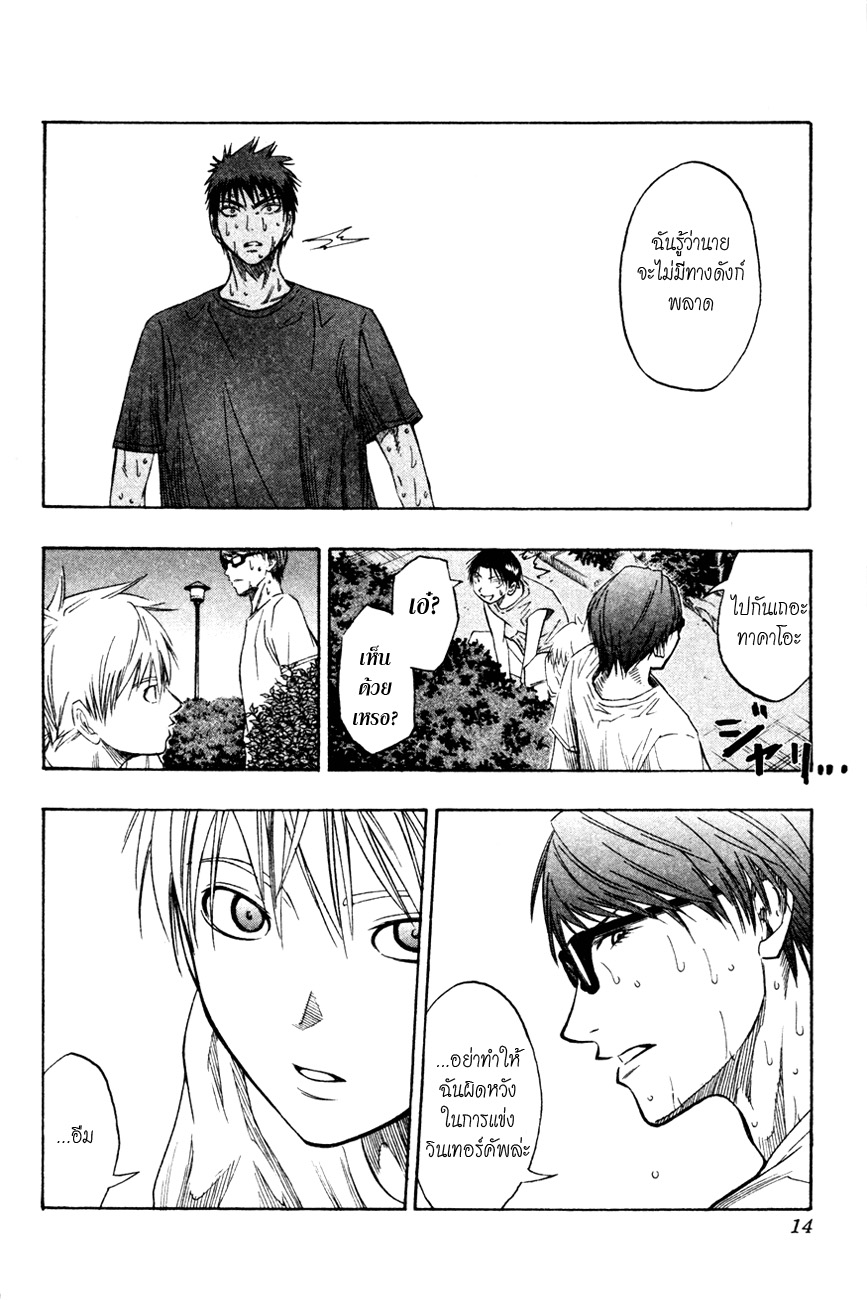 ฉันรู้ว่านาย
จะไม่มีทางดังก์
พลาด
ไปกันเถอะ
ทาคาโอะ
เอ๋?
เห็น
ด้วย
เหรอ?
ジャリ...
...อย่าทำให้
ฉันผิดหวัง
ในการแข่ง
วินเทอร์คัพล่ะ
...อืม
14